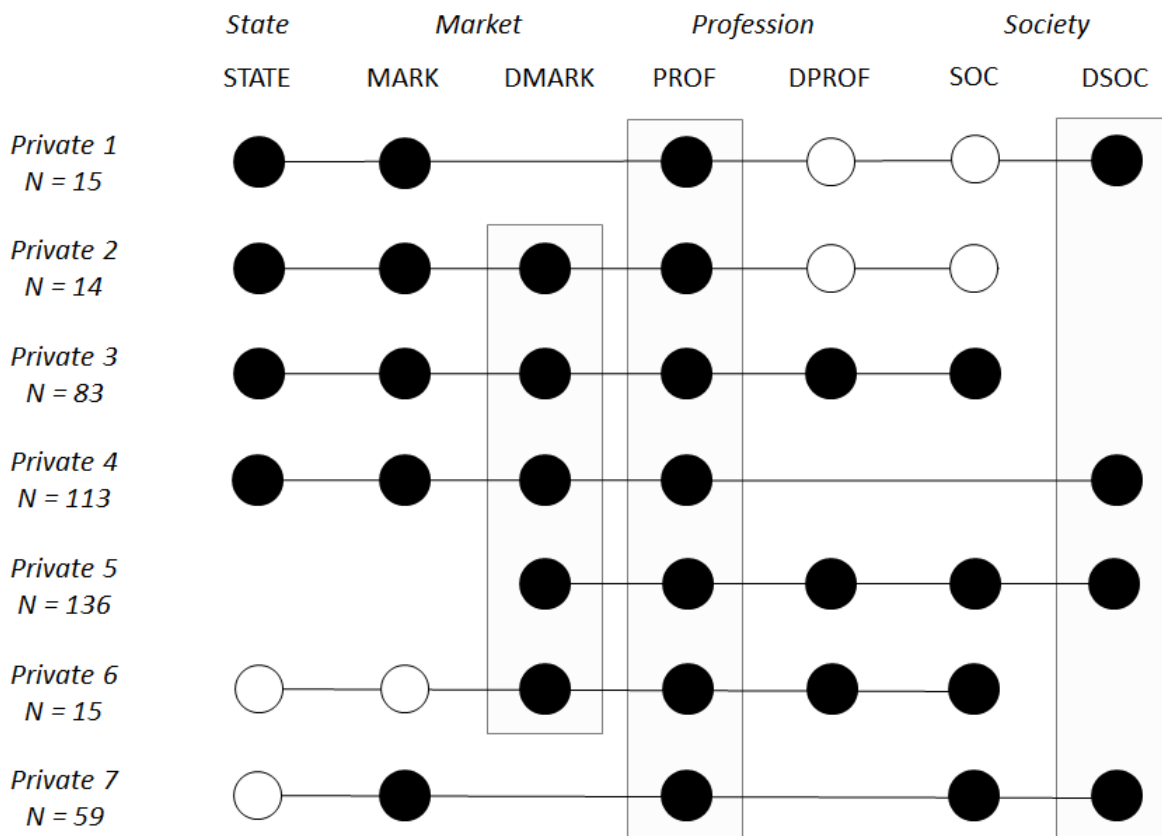 State Market Profession Society
STATE MARK DMARK PROF DPROF SOC DSOC
Private 1
N = 15
Private 2
N = 14
Private 3
N = 83
Private 4
N = 113
Private 5
N = 136
Private 6
N = 15
Private 7
N = 59